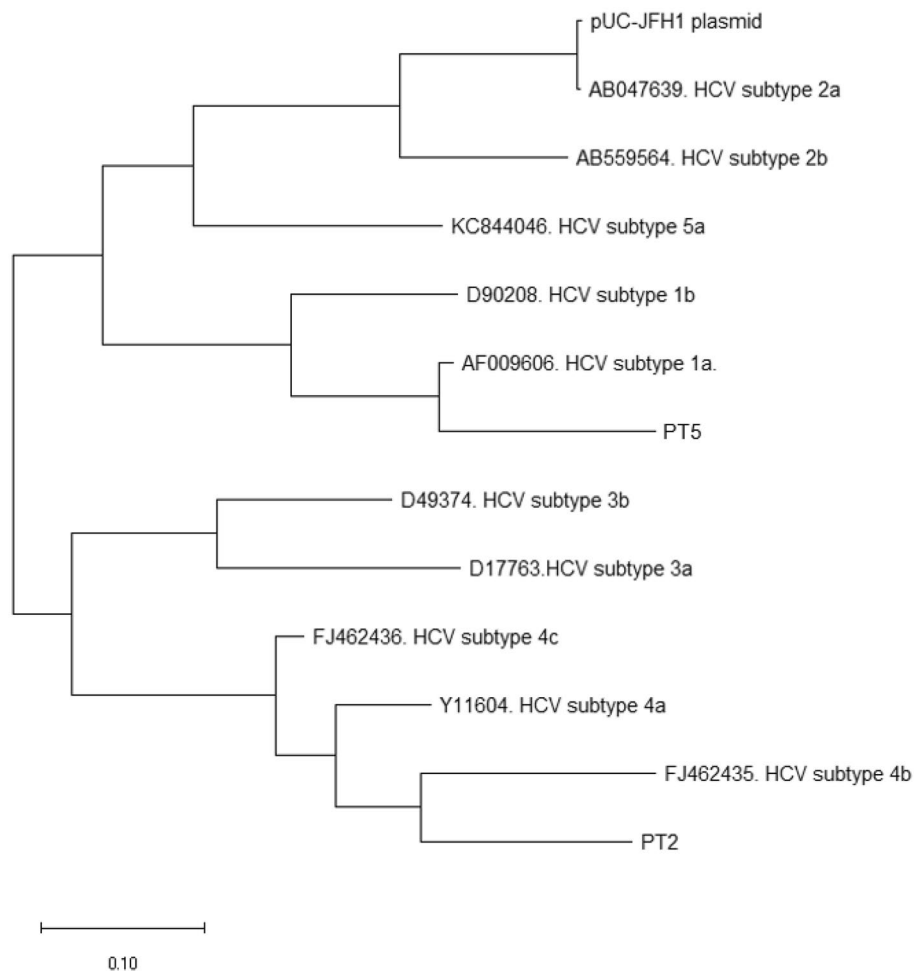 pUC-JFH1 plasmid
AB047639. HCV subtype 2a
AB559564. HCV subtype 2b
KC844046. HCV subtype 5a
D90208. HCV subtype 1b
AF009606. HCV subtype 1a.
PT5
D49374. HCV subtype 3b
D17763.HCV subtype 3a
FJ462436. HCV subtype 4c
Y11604. HCV subtype 4a
FJ462435. HCV subtype 4b
PT2
0.10